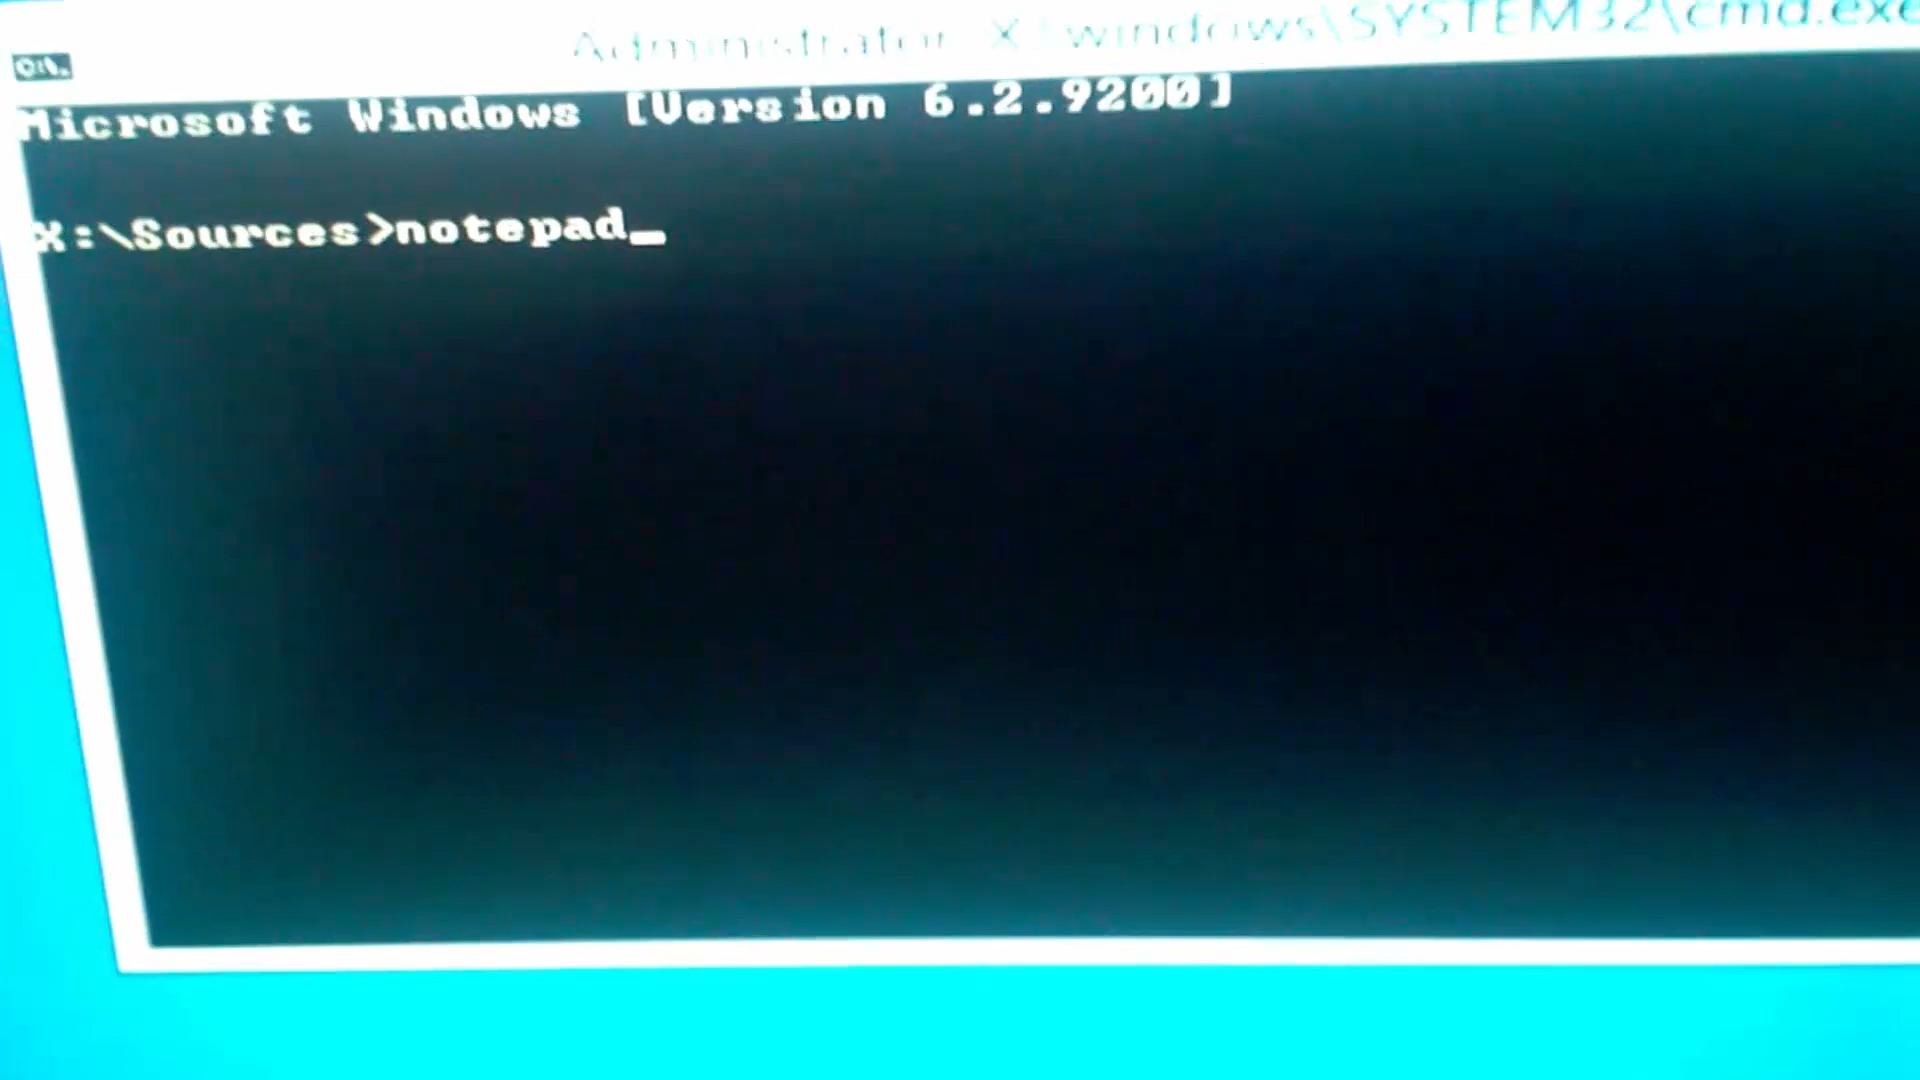 Administrator X:\windows\SYSTEM32\cmd.exe
Microsoft Windows [Version 6.2.9200]
X:\Sources>notepad_